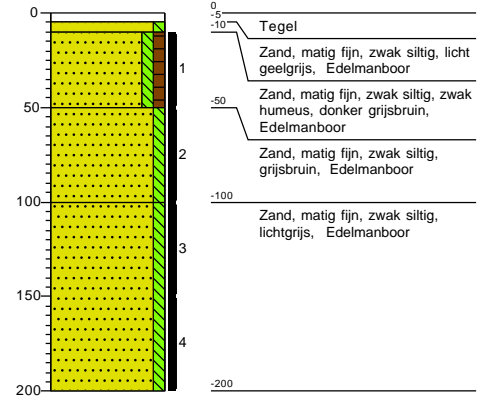 0
50
100
150
200
1
2
3
4
0
-5
-10
-50
-100
-200
Tegel
Zand, matig fijn, zwak siltig, licht
geelgrijs, Edelmanboor
Zand, matig fijn, zwak siltig, zwak
humeus, donker grijsbruin,
Edelmanboor
Zand, matig fijn, zwak siltig,
grijsbruin, Edelmanboor
Zand, matig fijn, zwak siltig,
lichtgrijs, Edelmanboor